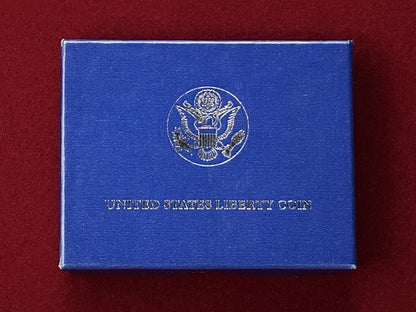 UNITED STATES LIBERTY COIN